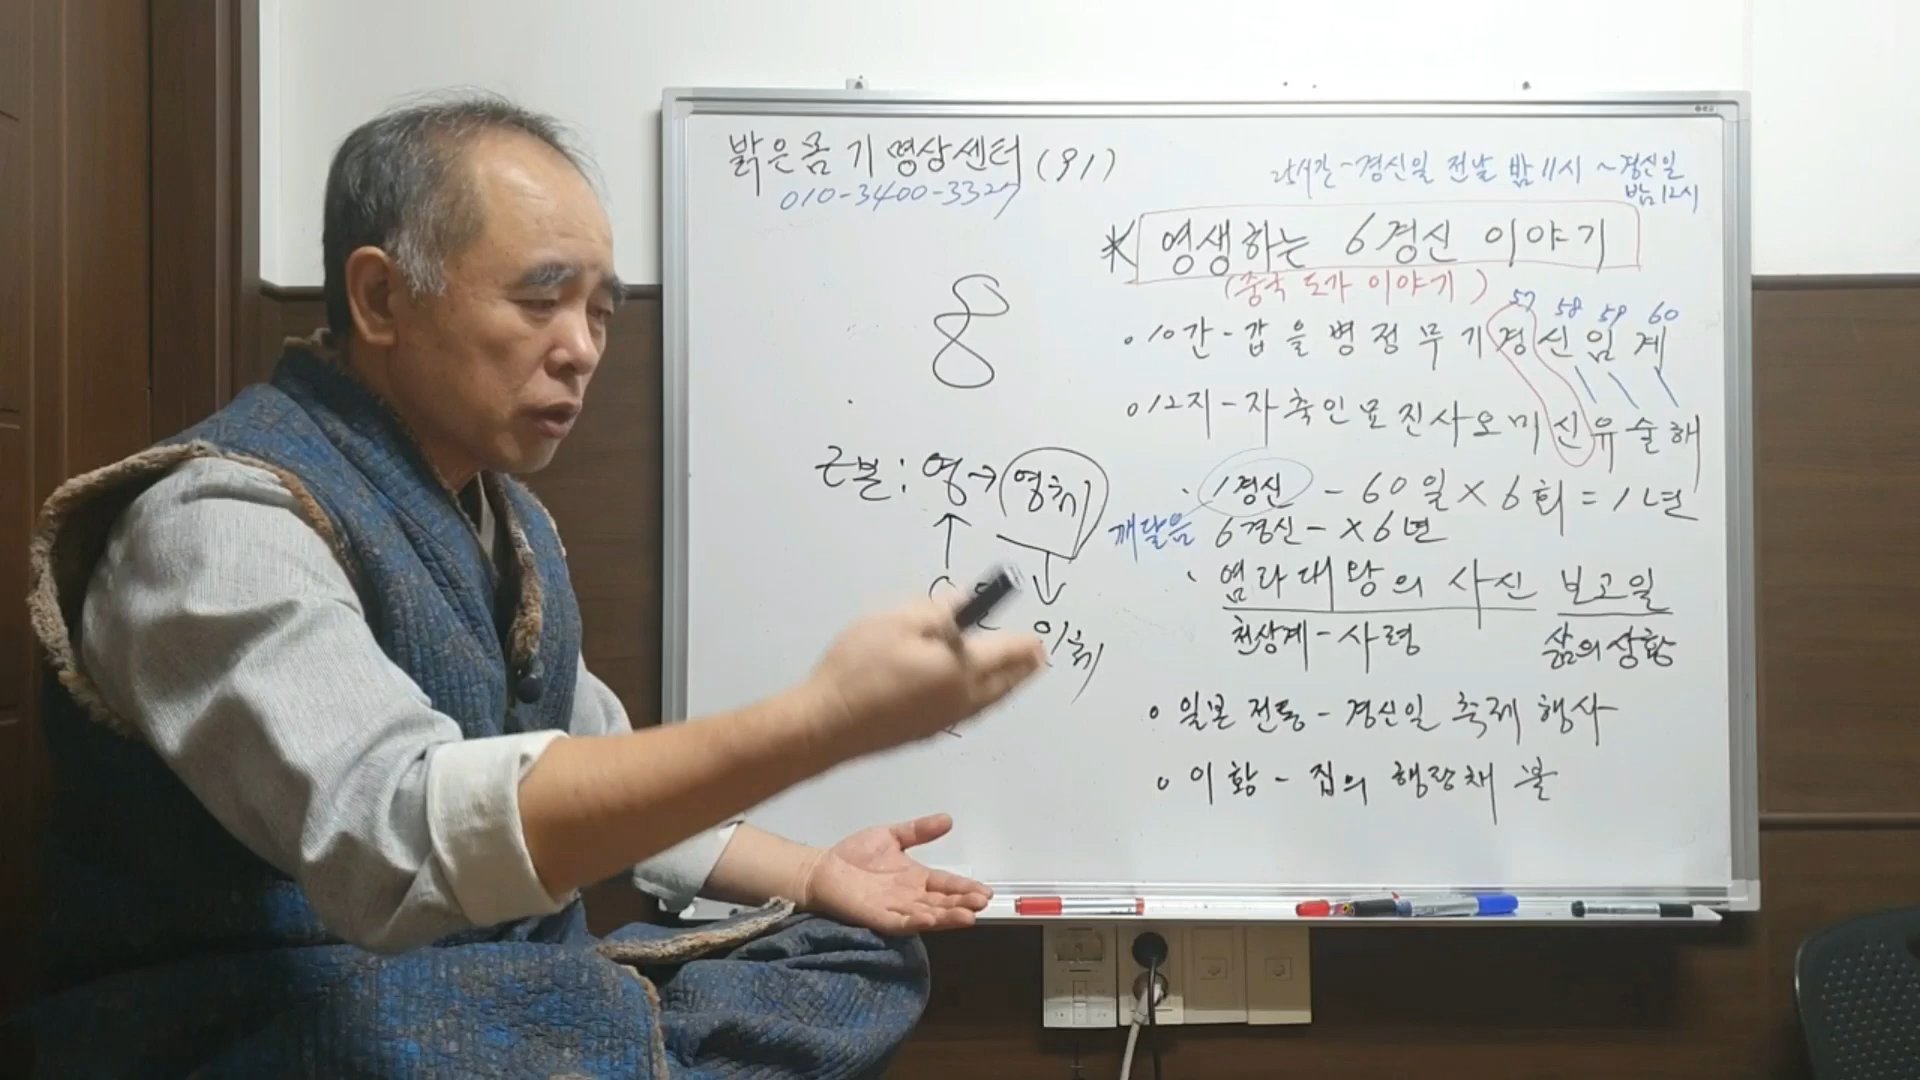 밝은몸 기명상센터 (91)
010-3400-3327
25시간~경신일 전날 밤 11시 ~경신일
밤 12시
* 영생하는 6경신 이야기
(중국 도가 이야기)
57 58 59 60
• 10간-갑 을 병 정 무 기 경 신 임 계
8
• 12지-자 축 인 묘 진 사 오 미 신 유 술 해
근본: 영→
· 1경신 - 60일 × 6회 = 1년
깨달음 6경신 - ×6년
· 염라대왕의 사신 보고일
천상계-사령 삶의 상황
• 일본 전통 - 경신일 축제 행사
• 이황 - 집의 행랑채 불